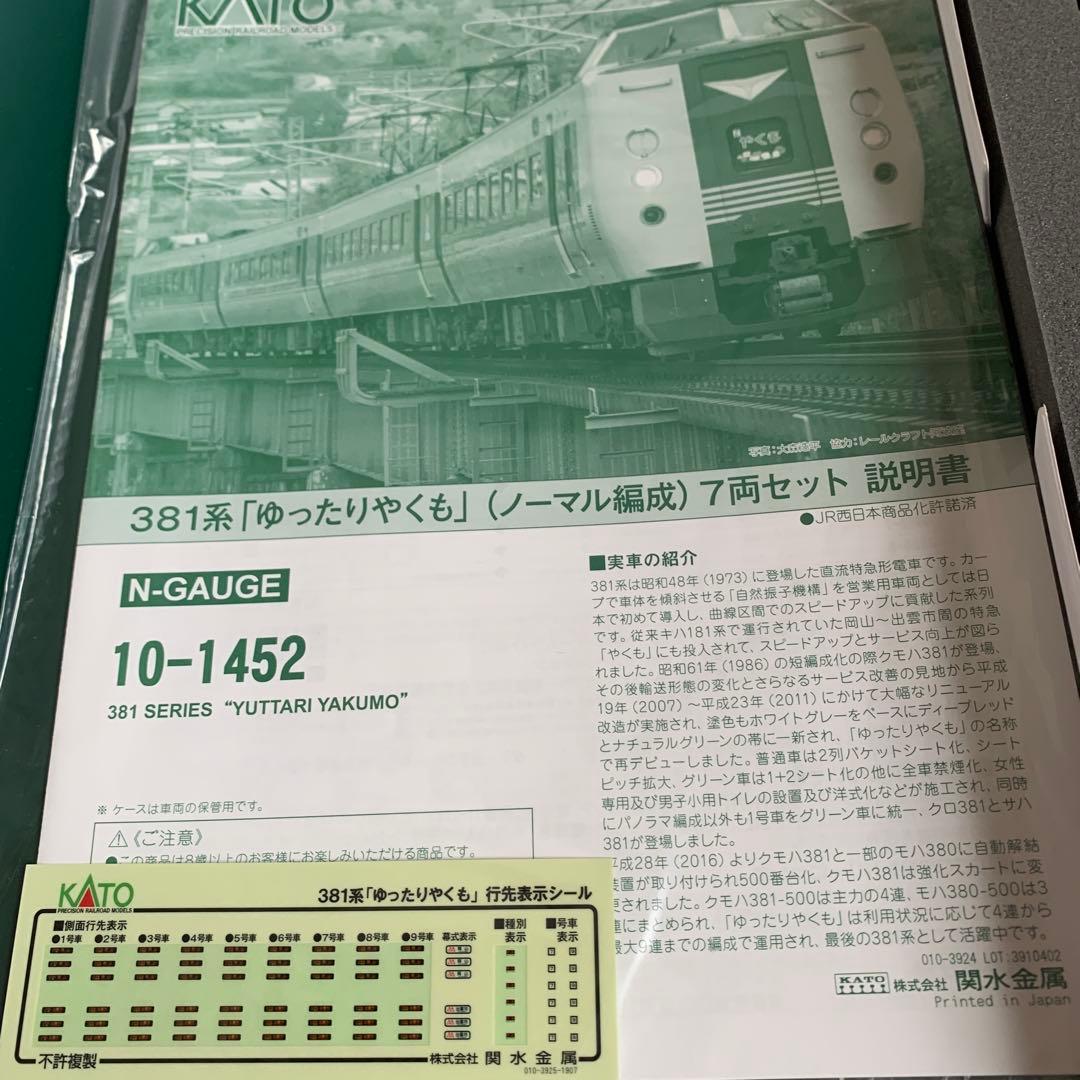 KATO
PRECISION RAILROAD MODELS
やくも
協力：レールクラフト阿波座
381系「ゆったりやくも」（ノーマル編成）7両セット 説明書
●JR西日本商品化許諾済
N-GAUGE
10-1452
381 SERIES “YUTTARI YAKUMO”
※ ケースは車両の保管用です。
⚠《ご注意》
●この商品は8歳以上のお客様にお楽しみいただける商品です。
■実車の紹介
381系は昭和48年（1973）に登場した直流特急形電車です。カー
ブで車体を傾斜させる「自然振子機構」を営業用車両としては日
本で初めて導入し、曲線区間でのスピードアップに貢献した系列
です。従来キハ181系で運行されていた岡山～出雲市間の特急
「やくも」にも投入されて、スピードアップとサービス向上が図ら
れました。昭和61年（1986）の短編成化の際クモハ381が登場、
その後輸送形態の変化とさらなるサービス改善の見地から平成
19年（2007）～平成23年（2011）にかけて大幅なリニューアル
改造が実施され、塗色もホワイトグレーをベースにディープレッド
とナチュラルグリーンの帯に一新され、「ゆったりやくも」の名称
で再デビューしました。普通車は2列バケットシート化、シート
ピッチ拡大、グリーン車は1+2シート化の他に全車禁煙化、女性
専用及び男子小用トイレの設置及び洋式化などが施工され、同時
にパノラマ編成以外も1号車をグリーン車に統一、クロ381とサハ
381が登場しました。
平成28年（2016）よりクモハ381と一部のモハ380に自動解結
装置が取り付けられ500番台化、クモハ381は強化スカートに変
更されました。クモハ381-500は主力の4連、モハ380-500は3
連にまとめられ、「ゆったりやくも」は利用状況に応じて4連から
最大9連までの編成で運用され、最後の381系として活躍中です。
010-3924 LOT:3910402
KATO 株式会社 関水金属
Printed in Japan
KATO
PRECISION RAILROAD MODELS
381系「ゆったりやくも」行先表示シール
■側面行先表示
●1号車 ●2号車 ●3号車 ●4号車 ●5号車 ●6号車 ●7号車 ●8号車 ●9号車 幕式表示
■種別
表示
■号車
表示
不許複製
株式会社 関水金属
010-3925-1907